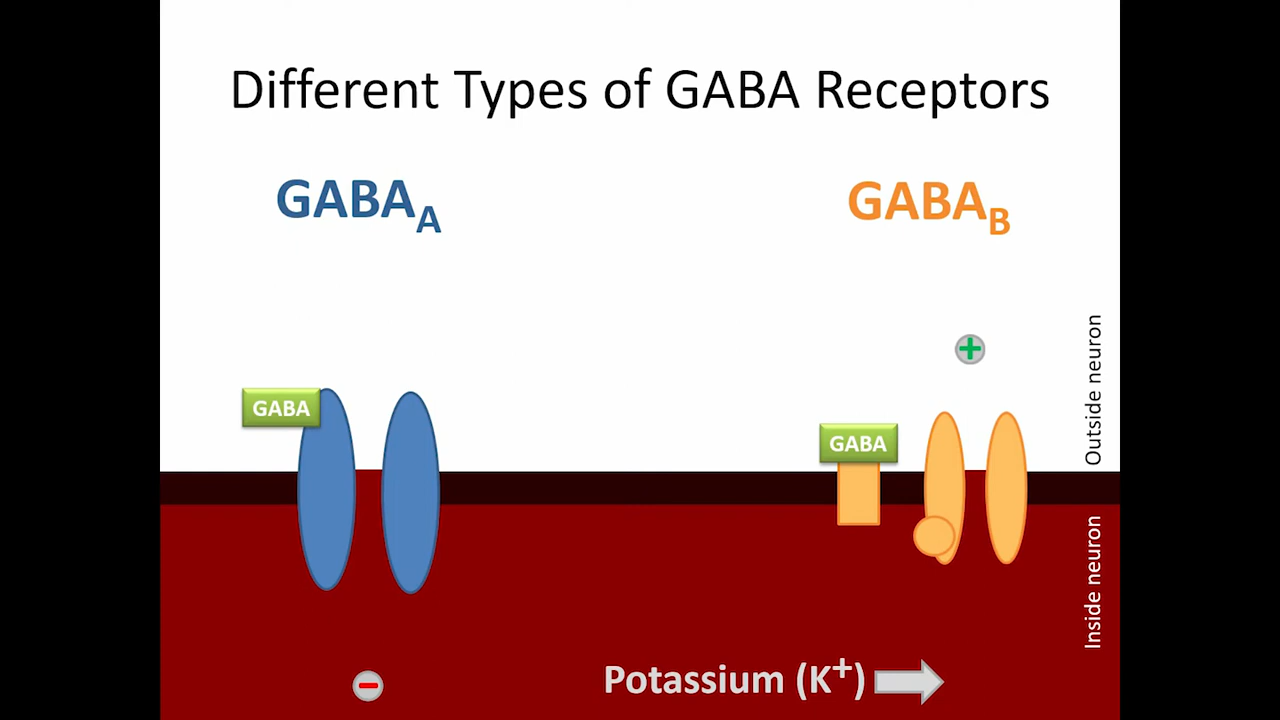 Different Types of GABA Receptors
GABA_A
GABA_B
Outside neuron
GABA
GABA
Inside neuron
Potassium (K⁺)